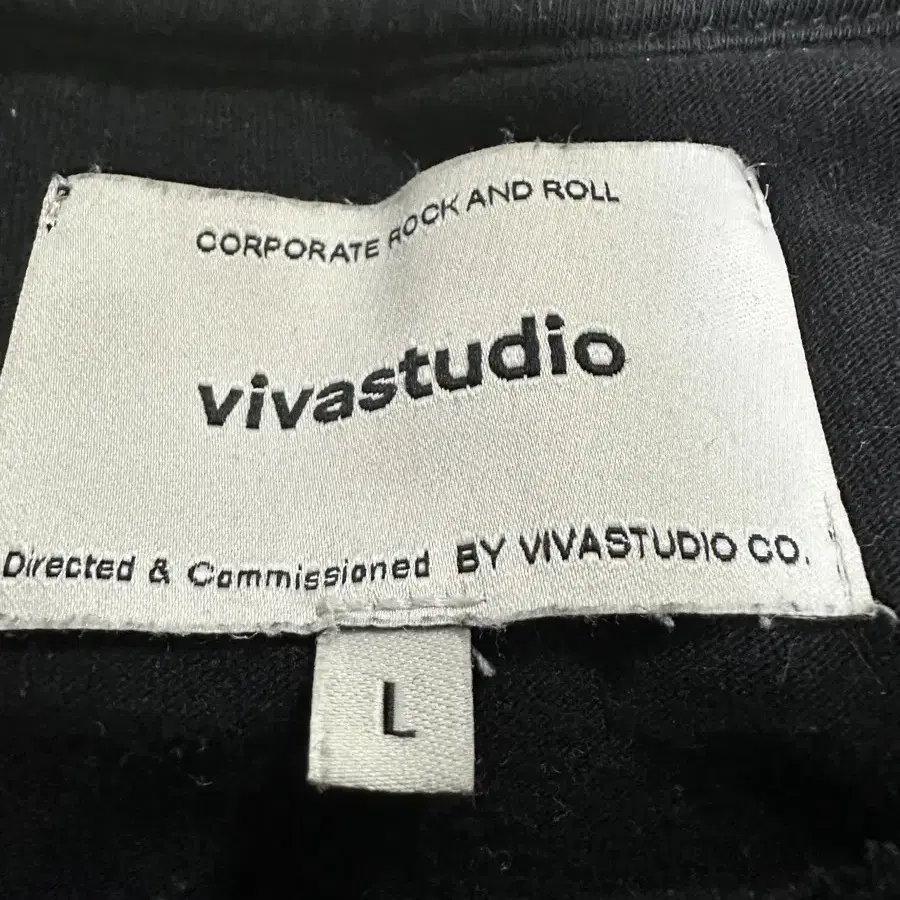 CORPORATE ROCK AND ROLL
vivastudio
Directed & Commissioned BY VIVASTUDIO CO.
L